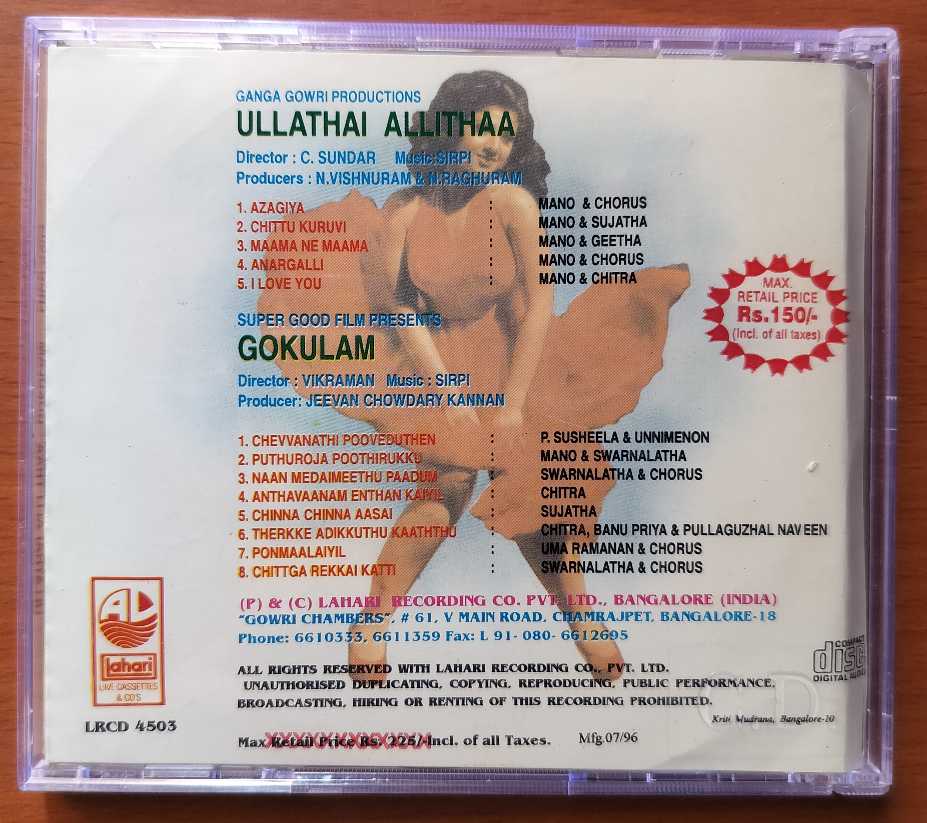 GANGA GOWRI PRODUCTIONS
ULLATHAI ALLITHAA
Director : C. SUNDAR Music:SIRPI
Producers : N.VISHNURAM & N.RAGHURAM
1. AZAGIYA : MANO & CHORUS
2. CHITTU KURUVI : MANO & SUJATHA
3. MAAMA NE MAAMA : MANO & GEETHA
4. ANARGALLI : MANO & CHORUS
5. I LOVE YOU : MANO & CHITRA
MAX.
RETAIL PRICE
Rs.150/-
(Incl. of all taxes)
SUPER GOOD FILM PRESENTS
GOKULAM
Director : VIKRAMAN Music : SIRPI
Producer: JEEVAN CHOWDARY KANNAN
1. CHEVVANATHI POOVEDUTHEN : P. SUSHEELA & UNNIMENON
2. PUTHUROJA POOTHIRUKKU : MANO & SWARNALATHA
3. NAAN MEDAIMEETHU PAADUM : SWARNALATHA & CHORUS
4. ANTHAVAANAM ENTHAN KAIYIL : CHITRA
5. CHINNA CHINNA AASAI : SUJATHA
6. THERKKE ADIKKUTHU KAATHTHU : CHITRA, BANU PRIYA & PULLAGUZHAL NAVEEN
7. PONMAALAIYIL : UMA RAMANAN & CHORUS
8. CHITTGA REKKAI KATTI : SWARNALATHA & CHORUS
(P) & (C) LAHARI RECORDING CO. PVT. LTD., BANGALORE (INDIA)
"GOWRI CHAMBERS", # 61, V MAIN ROAD, CHAMRAJPET, BANGALORE-18
Phone: 6610333, 6611359 Fax: L 91- 080- 6612695
lahari
LIVE CASSETTES
& CD'S
LRCD 4503
ALL RIGHTS RESERVED WITH LAHARI RECORDING CO., PVT. LTD.
UNAUTHORISED DUPLICATING, COPYING, REPRODUCING, PUBLIC PERFORMANCE,
BROADCASTING, HIRING OR RENTING OF THIS RECORDING PROHIBITED.
COMPACT
disc
DIGITAL AUDIO
Kriti Mudrana, Bangalore-10
Max Retail Price Rs. 225/-Incl. of all Taxes. Mfg.07/96